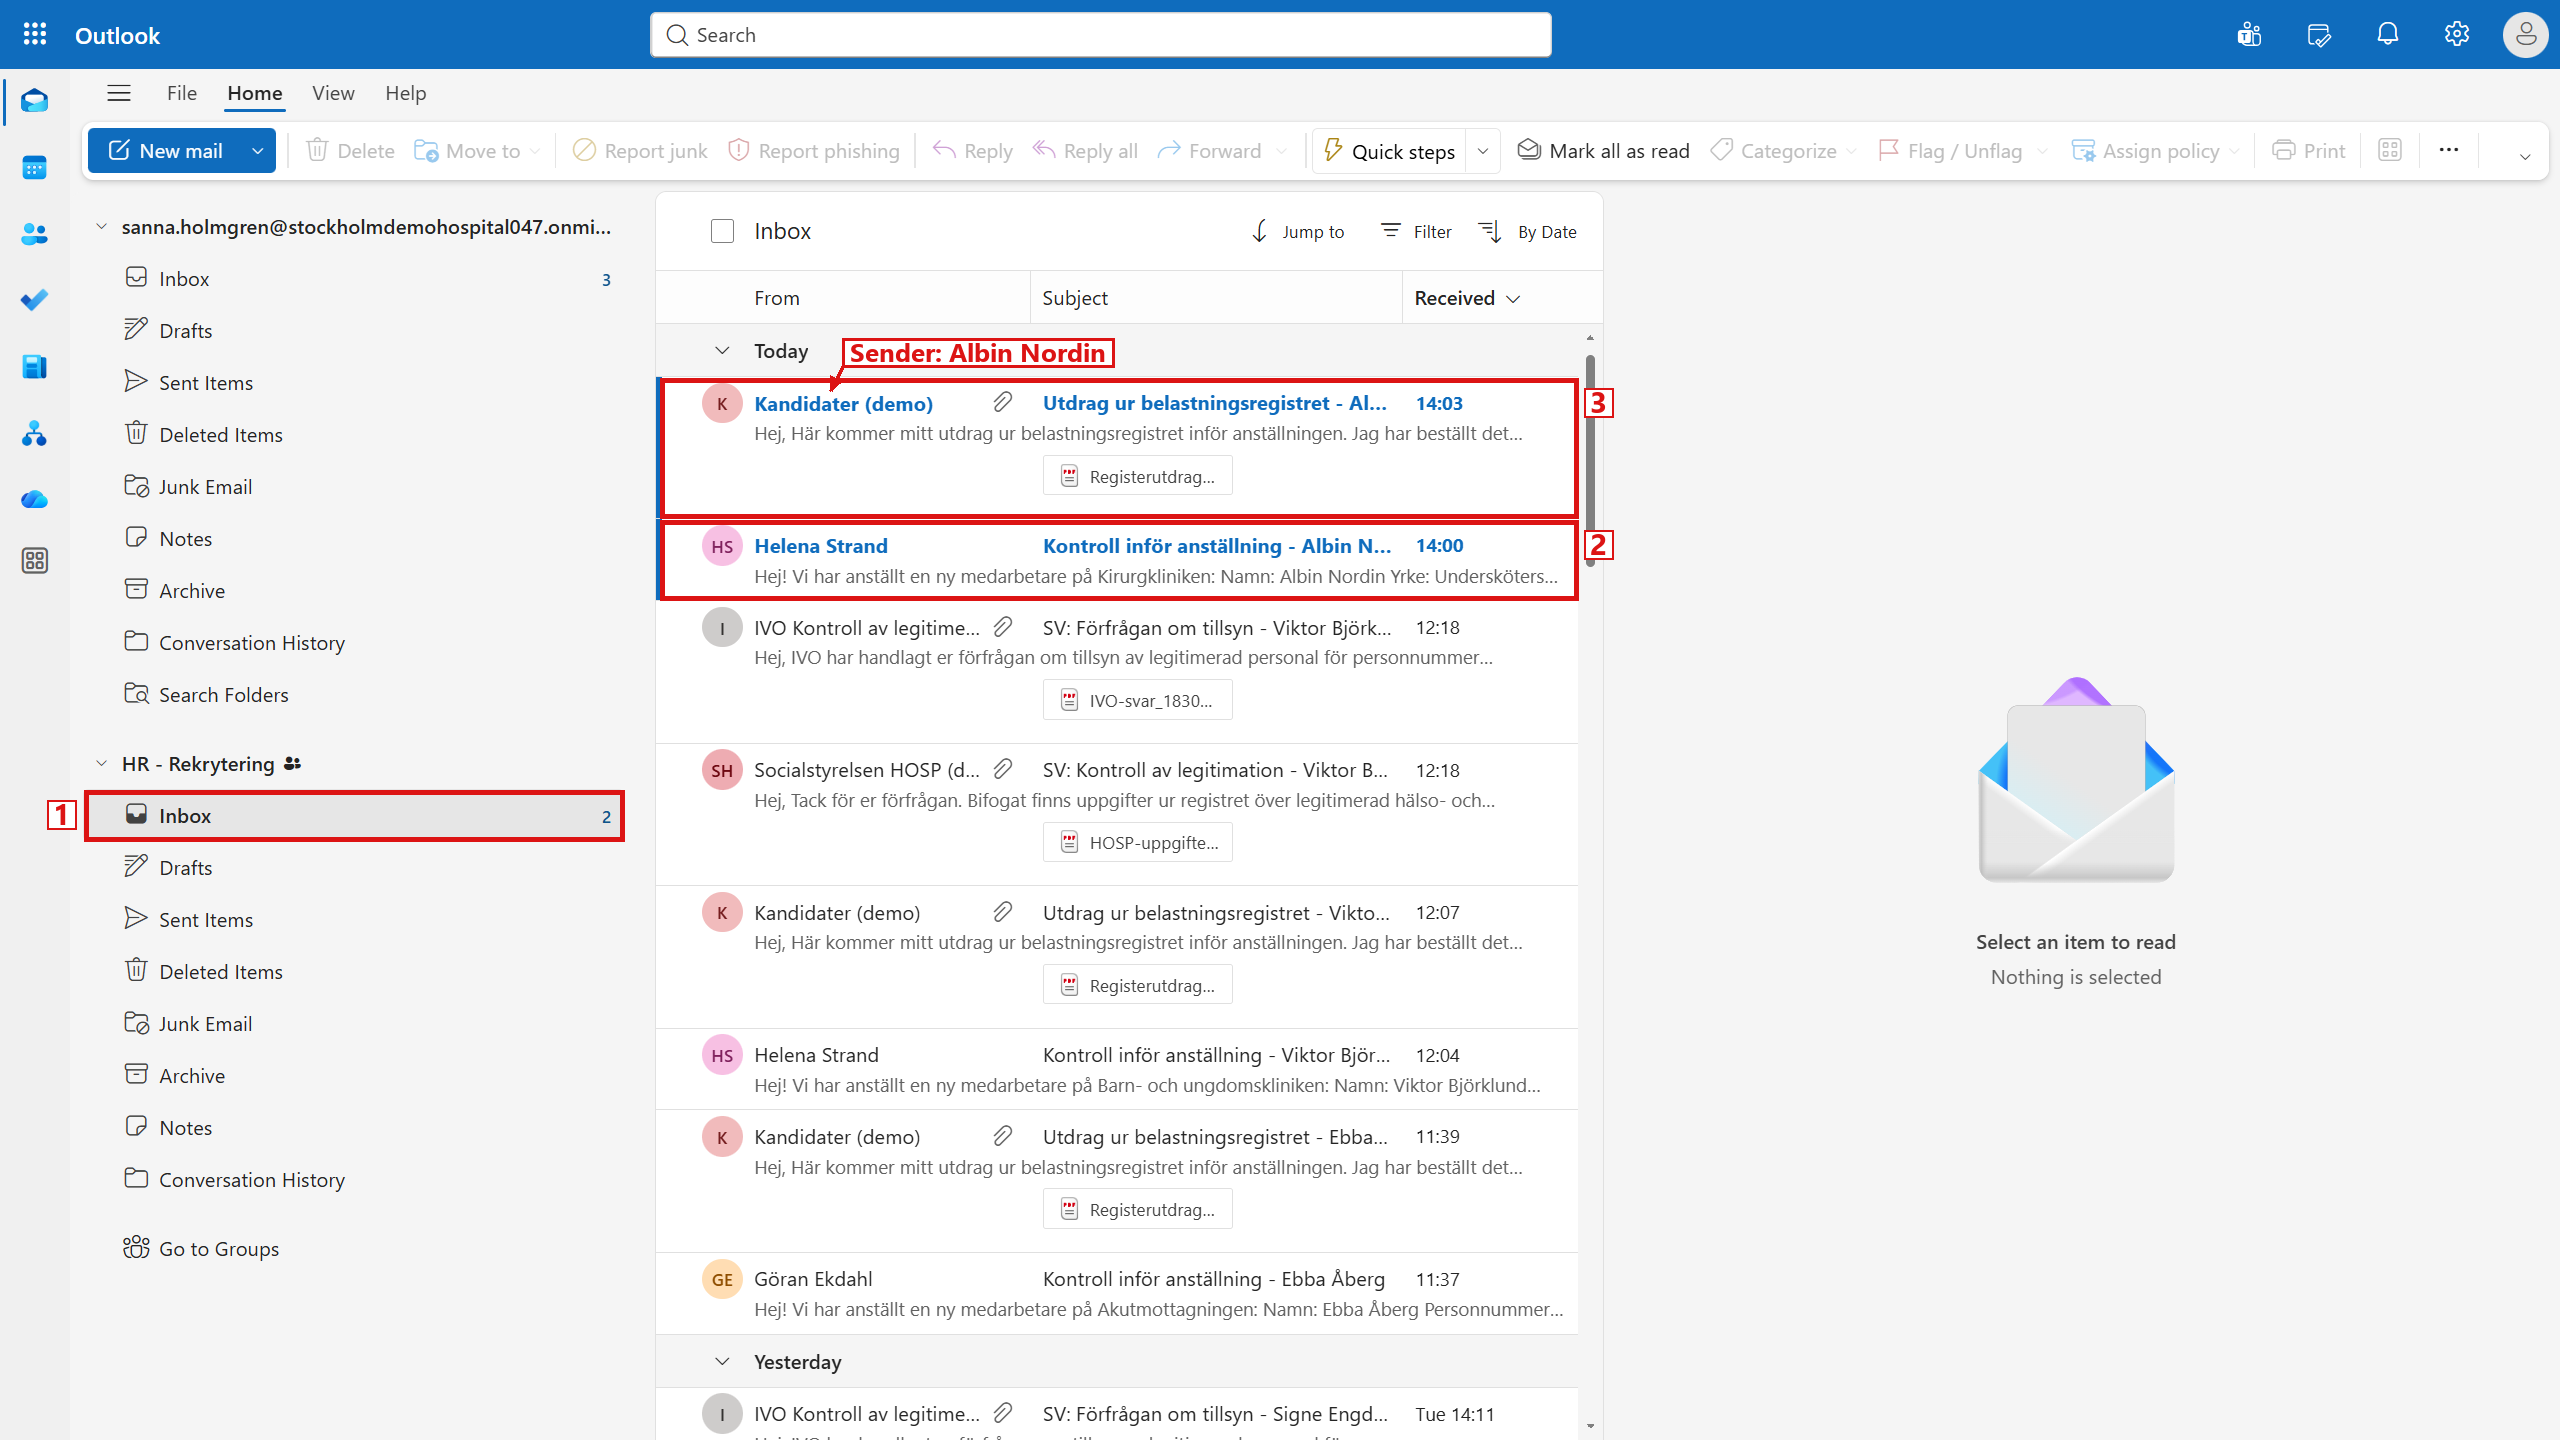 Outlook
Search
File Home View Help
New mail Delete Move to Report junk Report phishing Reply Reply all Forward Quick steps Mark all as read Categorize Flag / Unflag Assign policy Print ...
sanna.holmgren@stockholmdemohospital047.onmi...
Inbox 3
Drafts
Sent Items
Deleted Items
Junk Email
Notes
Archive
Conversation History
Search Folders
HR - Rekrytering
1 Inbox 2
Drafts
Sent Items
Deleted Items
Junk Email
Archive
Notes
Conversation History
Go to Groups
Inbox Jump to Filter By Date
From Subject Received
Today Sender: Albin Nordin
K Kandidater (demo) Utdrag ur belastningsregistret - Al... 14:03 3
Hej, Här kommer mitt utdrag ur belastningsregistret inför anställningen. Jag har beställt det...
PDF Registerutdrag...
HS Helena Strand Kontroll inför anställning - Albin N... 14:00 2
Hej! Vi har anställt en ny medarbetare på Kirurgkliniken: Namn: Albin Nordin Yrke: Undersköters...
I IVO Kontroll av legitime... SV: Förfrågan om tillsyn - Viktor Björk... 12:18
Hej, IVO har handlagt er förfrågan om tillsyn av legitimerad personal för personnummer...
PDF IVO-svar_1830...
SH Socialstyrelsen HOSP (d... SV: Kontroll av legitimation - Viktor B... 12:18
Hej, Tack för er förfrågan. Bifogat finns uppgifter ur registret över legitimerad hälso- och...
PDF HOSP-uppgifte...
K Kandidater (demo) Utdrag ur belastningsregistret - Vikto... 12:07
Hej, Här kommer mitt utdrag ur belastningsregistret inför anställningen. Jag har beställt det...
PDF Registerutdrag...
HS Helena Strand Kontroll inför anställning - Viktor Björ... 12:04
Hej! Vi har anställt en ny medarbetare på Barn- och ungdomskliniken: Namn: Viktor Björklund...
K Kandidater (demo) Utdrag ur belastningsregistret - Ebba... 11:39
Hej, Här kommer mitt utdrag ur belastningsregistret inför anställningen. Jag har beställt det...
PDF Registerutdrag...
GE Göran Ekdahl Kontroll inför anställning - Ebba Åberg 11:37
Hej! Vi har anställt en ny medarbetare på Akutmottagningen: Namn: Ebba Åberg Personnummer...
Yesterday
I IVO Kontroll av legitime... SV: Förfrågan om tillsyn - Signe Engd... Tue 14:11
Select an item to read
Nothing is selected